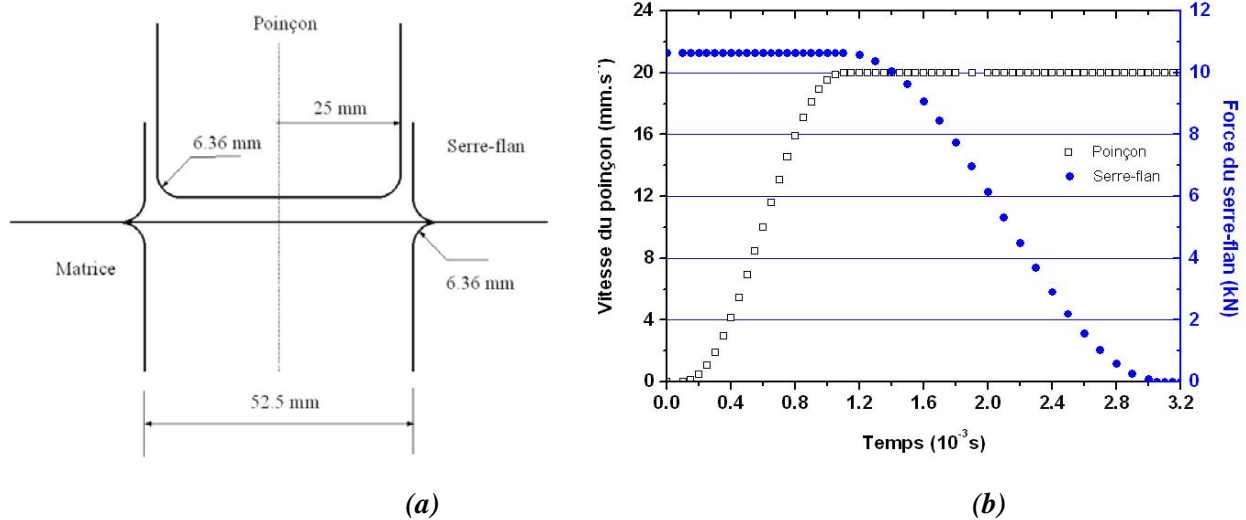 Poinçon
25 mm
6.36 mm
Serre-flan
Matrice
6.36 mm
52.5 mm
(a)
Vitesse du poinçon (mm.s⁻¹)
24
20
16
12
8
4
0
12
10
8
6
4
2
0
Force du serre-flan (kN)
Poinçon
Serre-flan
0.0 0.4 0.8 1.2 1.6 2.0 2.4 2.8 3.2
Temps (10⁻³s)
(b)